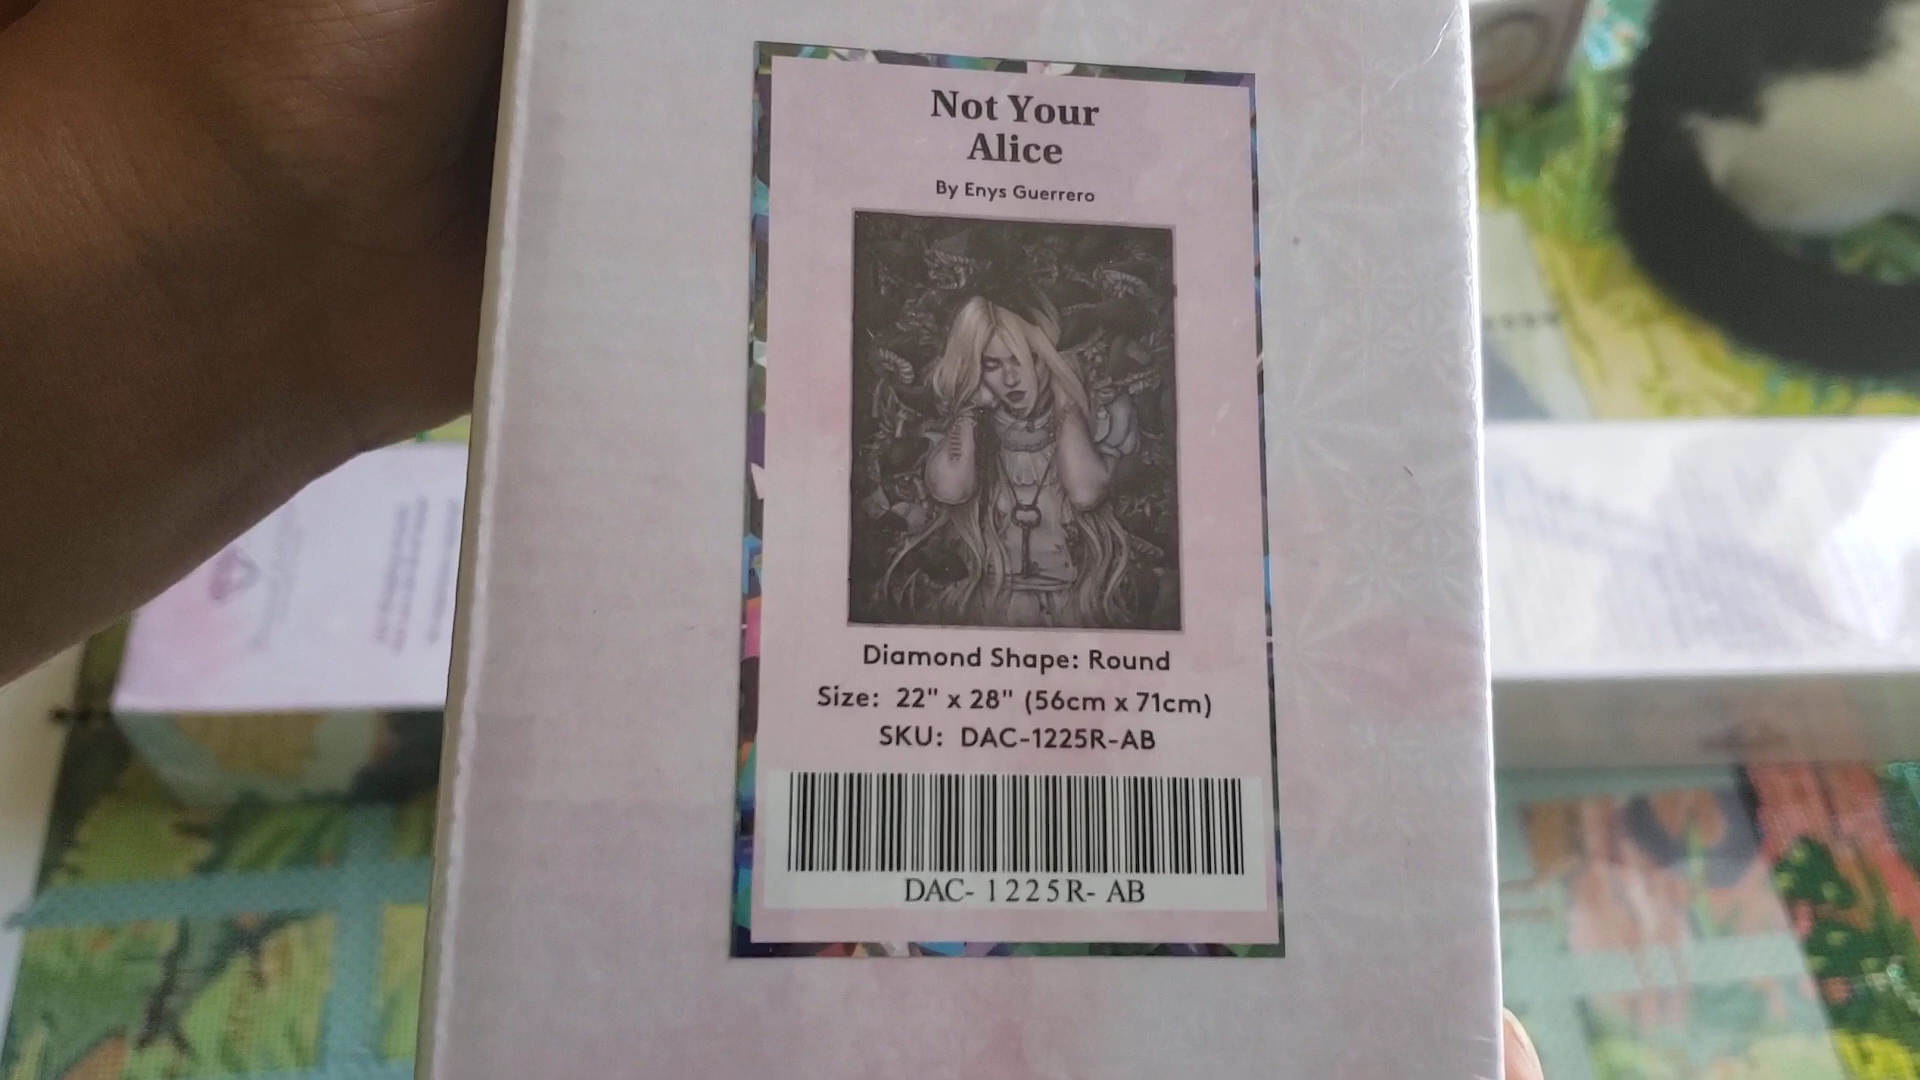 Not Your
Alice
By Enys Guerrero
Diamond Shape: Round
Size: 22" x 28" (56cm x 71cm)
SKU: DAC-1225R-AB
DAC- 1225R- AB